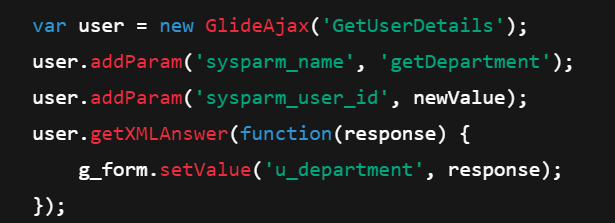 var user = new GlideAjax('GetUserDetails');
user.addParam('sysparm_name', 'getDepartment');
user.addParam('sysparm_user_id', newValue);
user.getXMLAnswer(function(response) {
    g_form.setValue('u_department', response);
});